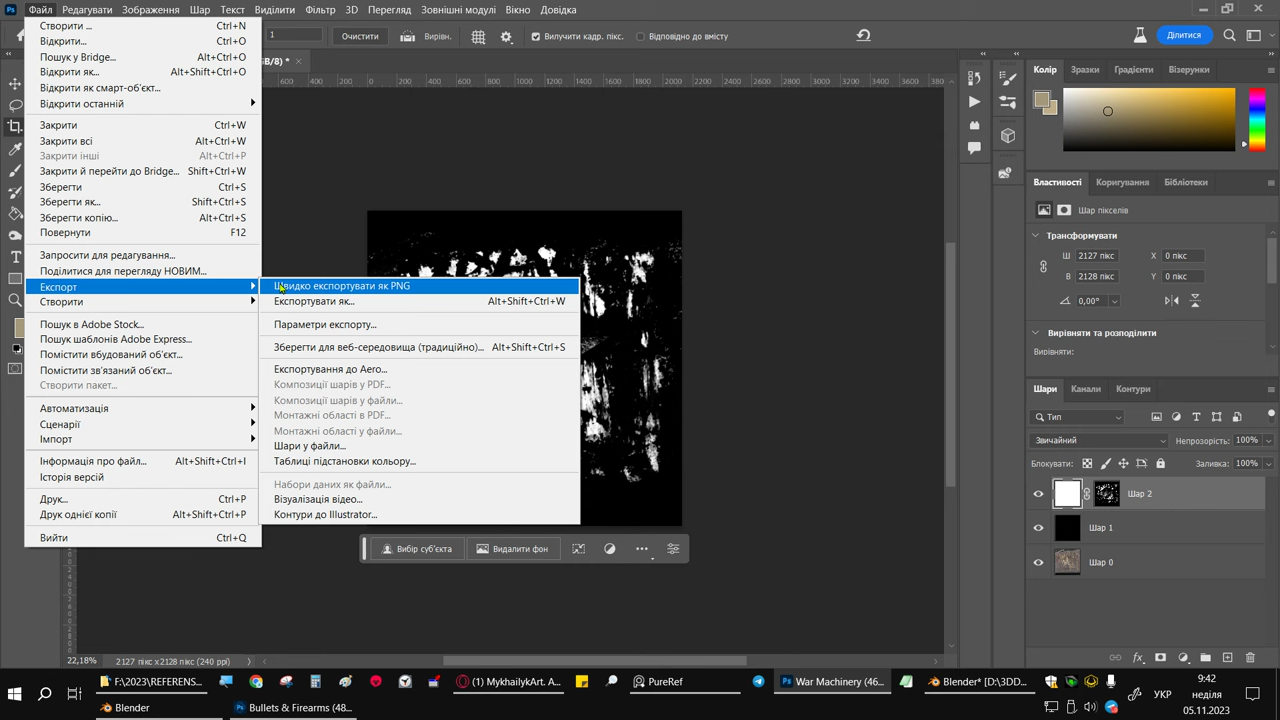 Файлу Редагувати Зображення Шар Текст Виділити Фільтр 3D Перегляд Зовнішні модулі Вікно Довідка
1 Очистити Вирівн. Вилучити кадр. пікс. Відповідно до вмісту Ділитися
Створити ... Ctrl+N
Відкрити... Ctrl+O
Пошук у Bridge... Alt+Ctrl+O
Відкрити як... Alt+Shift+Ctrl+O
Відкрити як смарт-об'єкт...
Відкрити останній
Закрити Ctrl+W
Закрити всі Alt+Ctrl+W
Закрити інші Alt+Ctrl+P
Закрити й перейти до Bridge... Shift+Ctrl+W
Зберегти Ctrl+S
Зберегти як... Shift+Ctrl+S
Зберегти копію... Alt+Ctrl+S
Повернути F12
Запросити для редагування...
Поділитися для перегляду НОВИМ...
Експорт
Створити
Пошук в Adobe Stock...
Пошук шаблонів Adobe Express...
Помістити вбудований об'єкт...
Помістити зв'язаний об'єкт...
Створити пакет...
Автоматизація
Сценарії
Імпорт
Інформація про файл... Alt+Shift+Ctrl+I
Історія версій
Друк... Ctrl+P
Друк однієї копії Alt+Shift+Ctrl+P
Вийти Ctrl+Q
Швидко експортувати як PNG
Експортувати як... Alt+Shift+Ctrl+W
Параметри експорту...
Зберегти для веб-середовища (традиційно)... Alt+Shift+Ctrl+S
Експортування до Aero...
Композиції шарів у PDF...
Композиції шарів у файли...
Монтажні області в PDF...
Монтажні області у файли...
Шари у файли...
Таблиці підстановки кольору...
Набори даних як файли...
Візуалізація відео...
Контури до Illustrator...
Вибір суб'єкта Видалити фон
Колір Зразки Градієнти Візерунки
Властивості Коригування Бібліотеки
Шар пікселів
Трансформувати
Ш 2127 пікс X 0 пікс
В 2128 пікс Y 0 пікс
0,00°
Вирівняти та розподілити
Вирівняти:
Шари Канали Контури
Тип
Звичайний Непрозорість: 100%
Блокувати: Заливка: 100%
Шар 2
Шар 1
Шар 0
22,18% 2127 пікс x2128 пікс (240 ppi)
F:\2023\REFERENS... (1) MykhailykArt. A... PureRef War Machinery (46... Blender* [D:\3DD...
Blender Bullets & Firearms (48...
УКР
9:42
неділя
05.11.2023